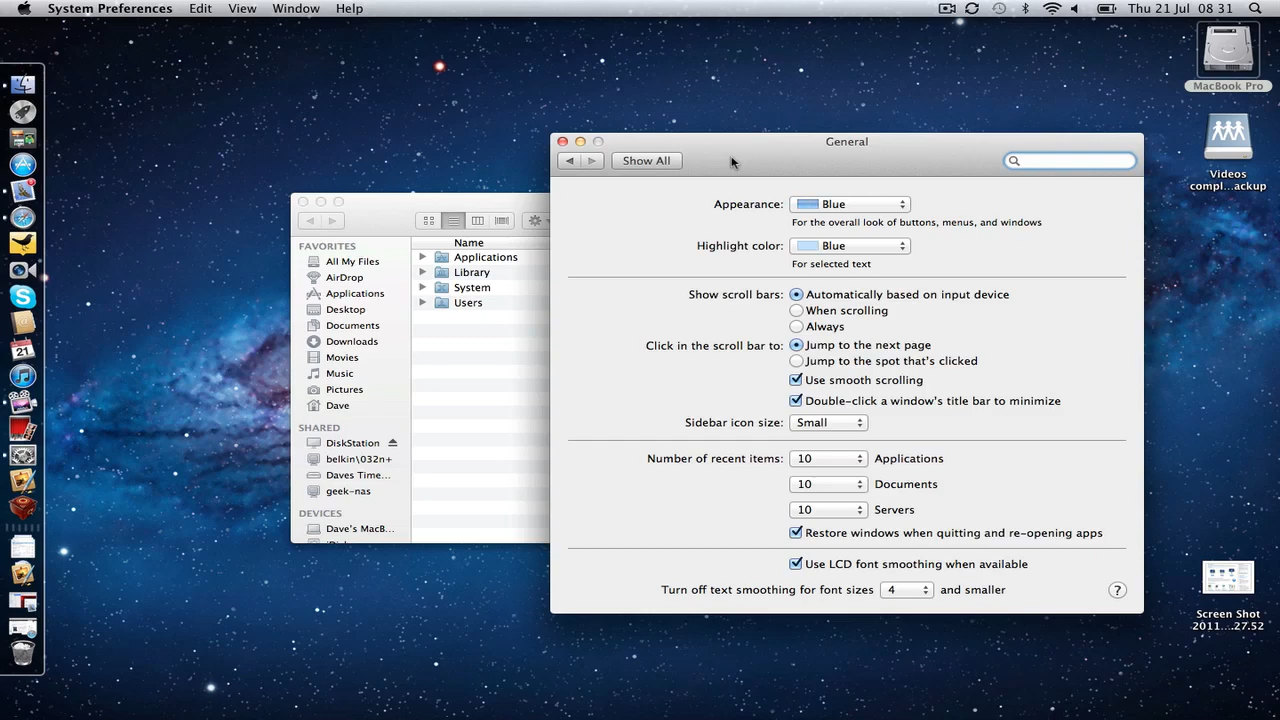 System Preferences Edit View Window Help
Thu 21 Jul 08 31
MacBook Pro
Videos
compl...ackup
Screen Shot
2011....27.52
21
General
Show All
Appearance: Blue
For the overall look of buttons, menus, and windows
Highlight color: Blue
For selected text
Show scroll bars: Automatically based on input device
When scrolling
Always
Click in the scroll bar to: Jump to the next page
Jump to the spot that's clicked
Use smooth scrolling
Double-click a window's title bar to minimize
Sidebar icon size: Small
Number of recent items: 10 Applications
10 Documents
10 Servers
Restore windows when quitting and re-opening apps
Use LCD font smoothing when available
Turn off text smoothing for font sizes 4 and smaller
?
FAVORITES
All My Files
AirDrop
Applications
Desktop
Documents
Downloads
Movies
Music
Pictures
Dave
SHARED
DiskStation
belkin\032n+
Daves Time...
geek-nas
DEVICES
Dave's MacB...
Name
Applications
Library
System
Users